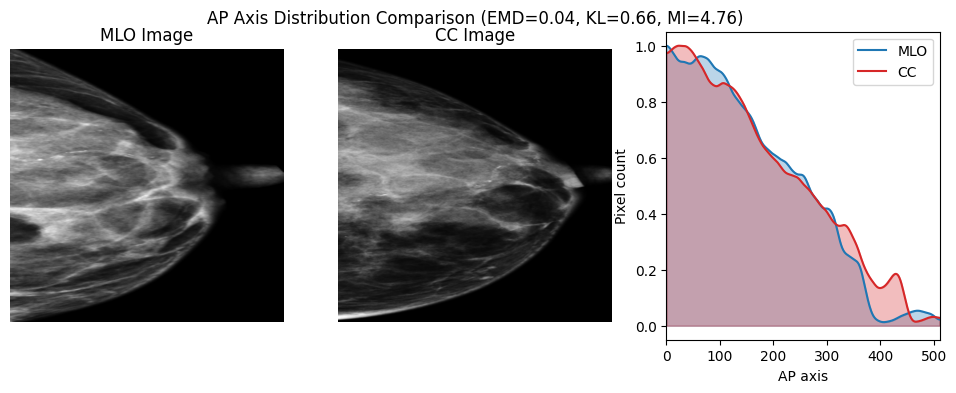 AP Axis Distribution Comparison (EMD=0.04, KL=0.66, MI=4.76)
MLO Image
CC Image
MLO
CC
Pixel count
1.0
0.8
0.6
0.4
0.2
0.0
0 100 200 300 400 500
AP axis